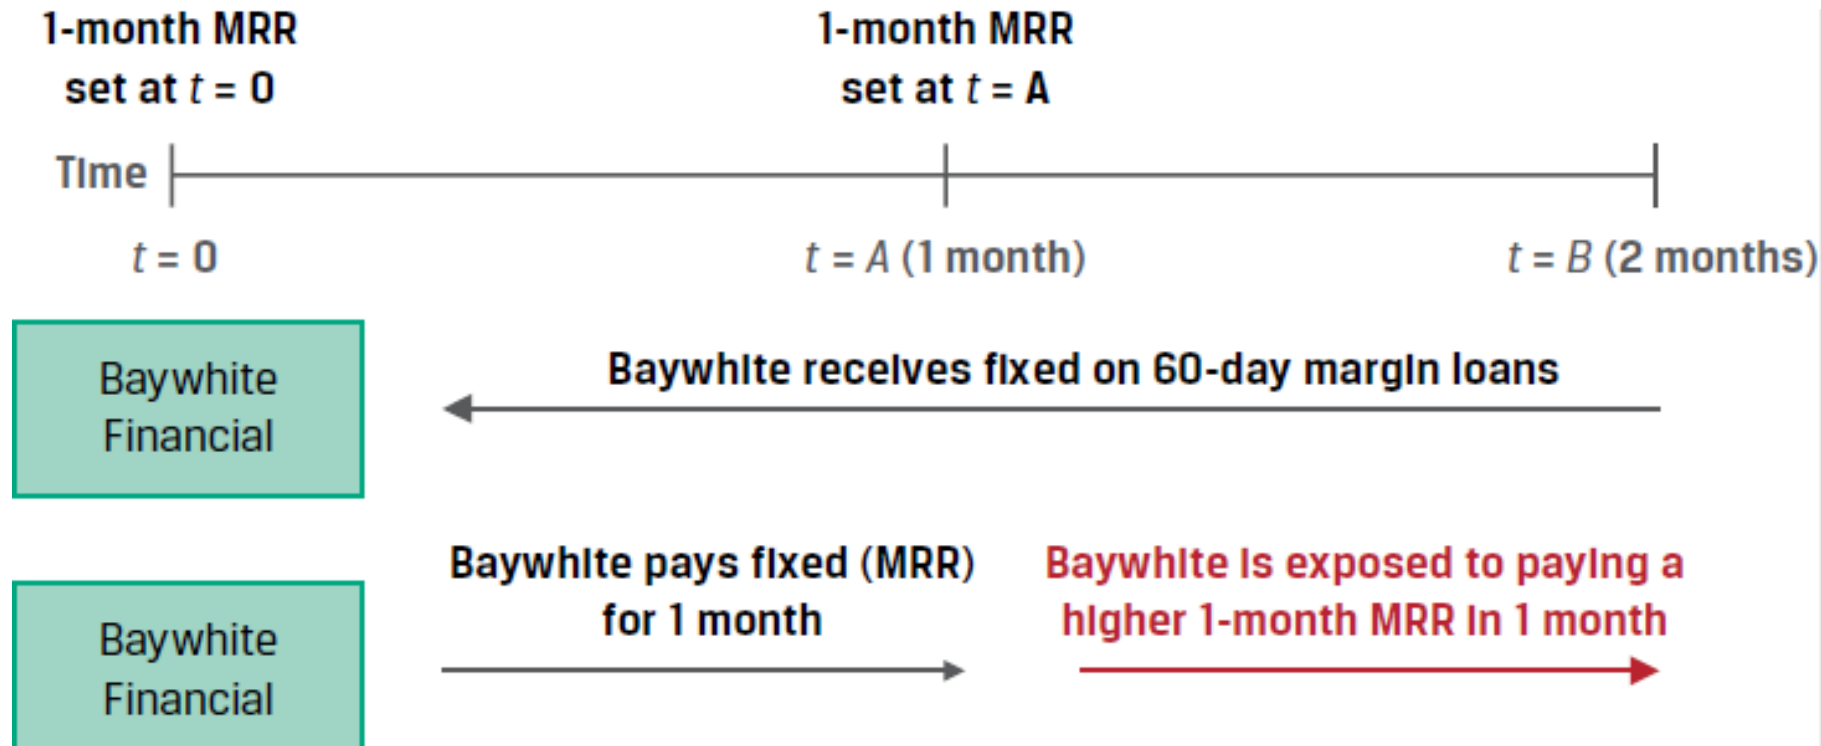 1-month MRR
set at t = 0
1-month MRR
set at t = A
Time
t = 0
t = A (1 month)
t = B (2 months)
Baywhite
Financial
Baywhite receives fixed on 60-day margin loans
Baywhite
Financial
Baywhite pays fixed (MRR)
for 1 month
Baywhite is exposed to paying a
higher 1-month MRR in 1 month